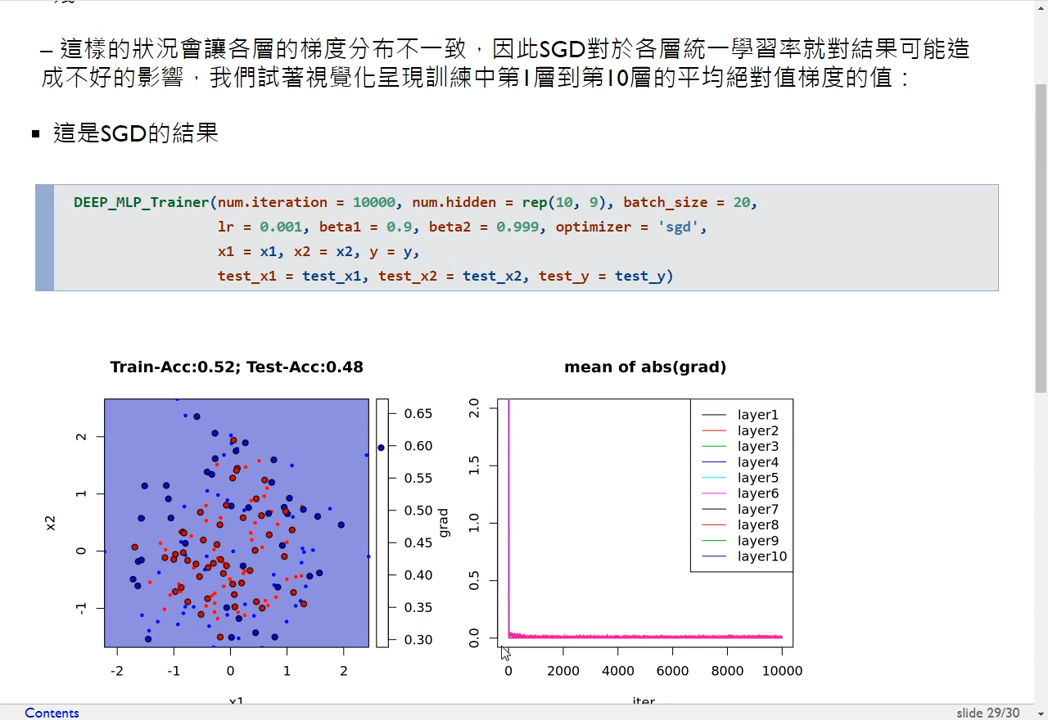 – 這樣的狀況會讓各層的梯度分布不一致，因此SGD對於各層統一學習率就對結果可能造
成不好的影響，我們試著視覺化呈現訓練中第1層到第10層的平均絕對值梯度的值：
▪ 這是SGD的結果
DEEP_MLP_Trainer(num.iteration = 10000, num.hidden = rep(10, 9), batch_size = 20,
lr = 0.001, beta1 = 0.9, beta2 = 0.999, optimizer = 'sgd',
x1 = x1, x2 = x2, y = y,
test_x1 = test_x1, test_x2 = test_x2, test_y = test_y)
Train-Acc:0.52; Test-Acc:0.48
x2
2
1
0
-1
-2
-1
0
1
2
x1
0.65
0.60
0.55
0.50
0.45
0.40
0.35
0.30
mean of abs(grad)
grad
2.0
1.5
1.0
0.5
0.0
layer1
layer2
layer3
layer4
layer5
layer6
layer7
layer8
layer9
layer10
0
2000
4000
6000
8000
10000
iter
Contents
slide 29/30